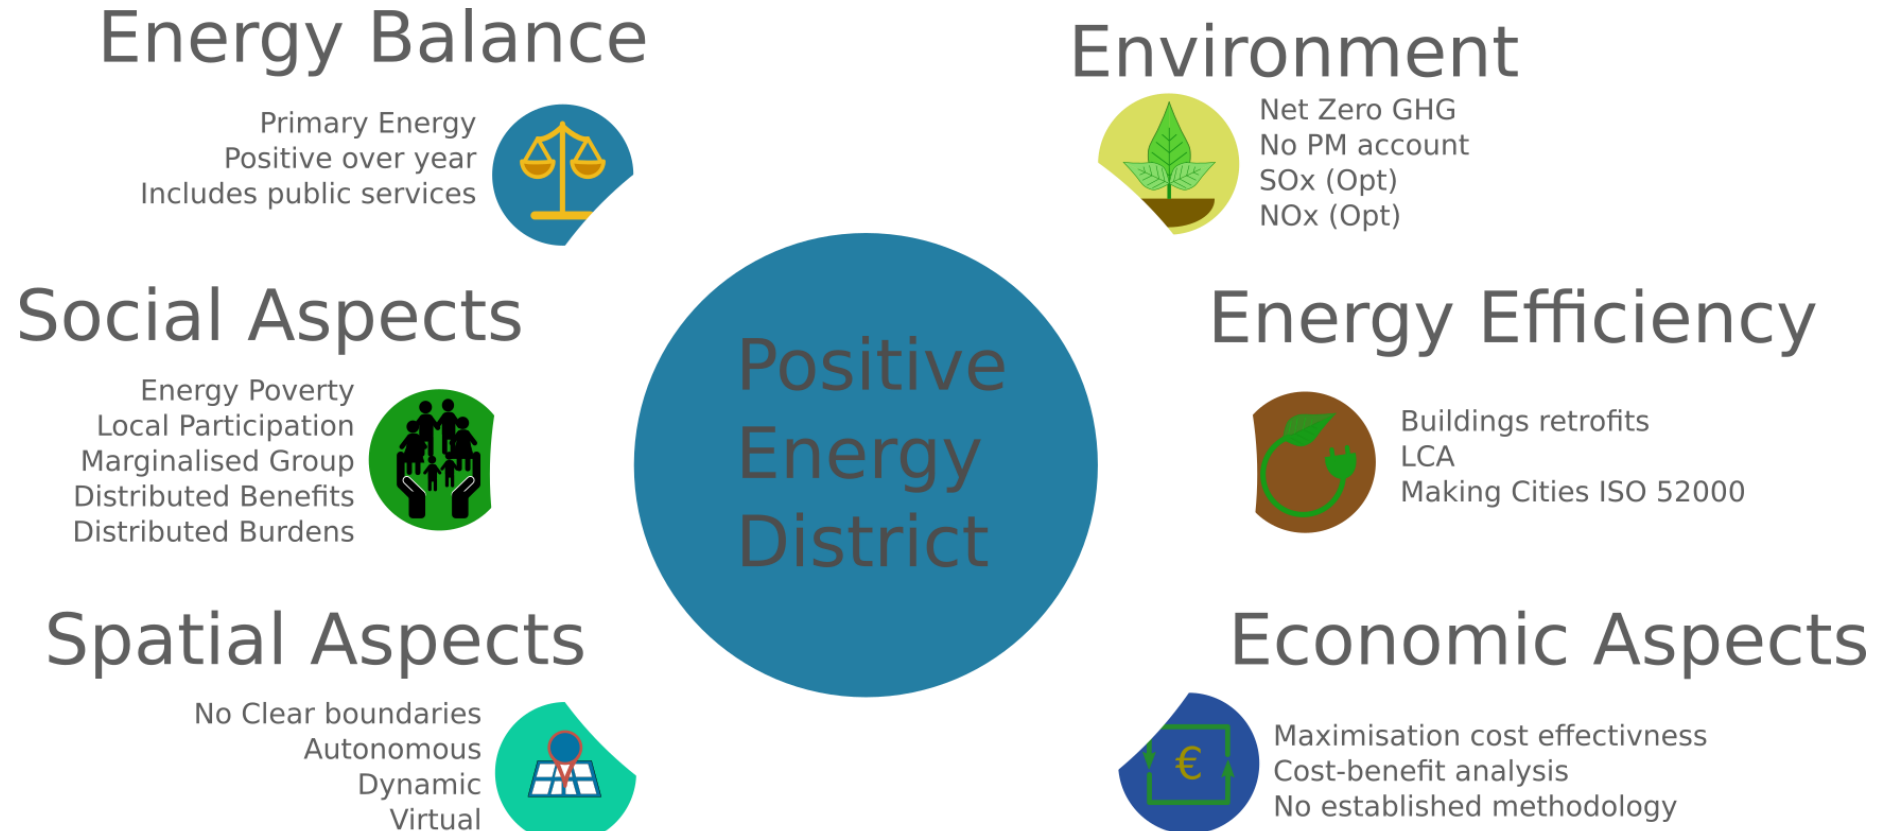 Energy Balance
Primary Energy
Positive over year
Includes public services
Environment
Net Zero GHG
No PM account
SOx (Opt)
NOx (Opt)
Social Aspects
Energy Poverty
Local Participation
Marginalised Group
Distributed Benefits
Distributed Burdens
Positive
Energy
District
Energy Efficiency
Buildings retrofits
LCA
Making Cities ISO 52000
Spatial Aspects
No Clear boundaries
Autonomous
Dynamic
Virtual
Economic Aspects
€
Maximisation cost effectivness
Cost-benefit analysis
No established methodology